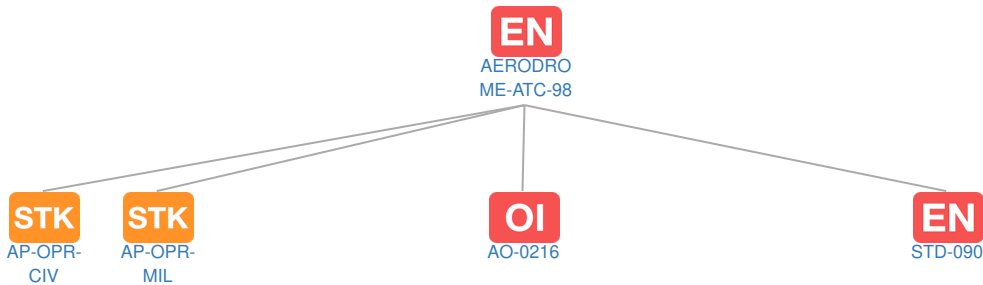 EN
AERODRO
ME-ATC-98
STK
AP-OPR-
CIV
STK
AP-OPR-
MIL
OI
AO-0216
EN
STD-090